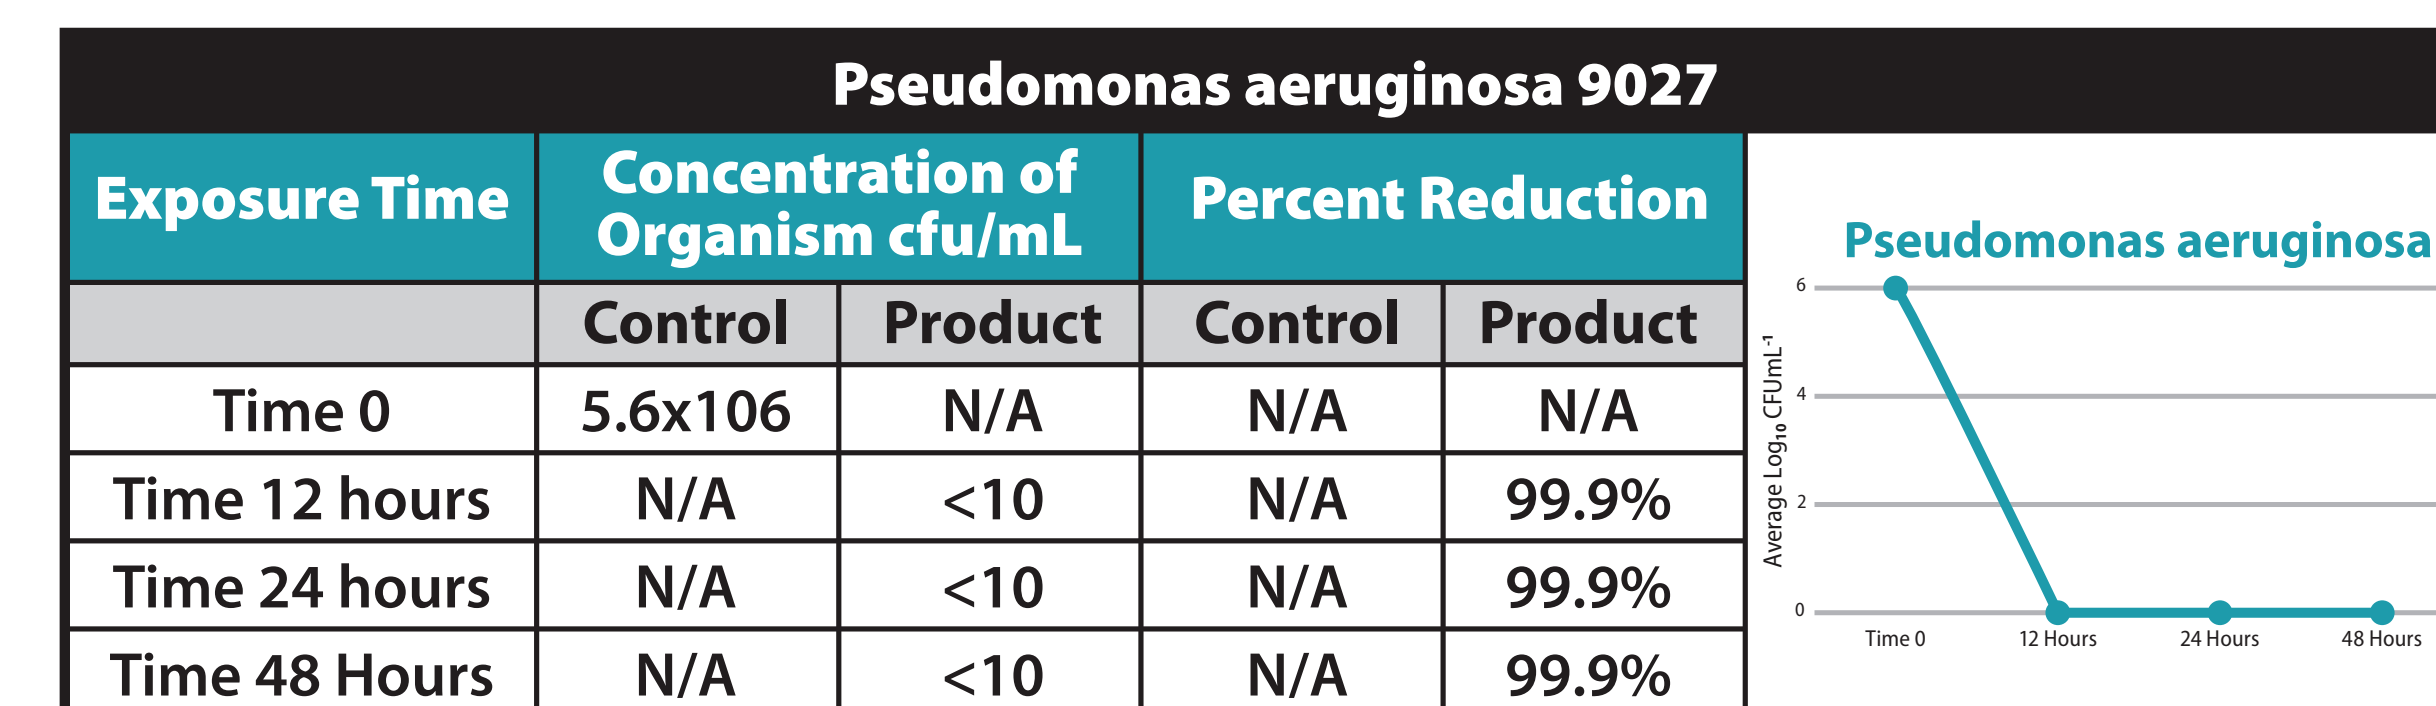 Pseudomonas aeruginosa 9027
Exposure Time
Concentration of
Organism cfu/mL
Percent Reduction
Control Product Control Product
Time 0 5.6x106 N/A N/A N/A
Time 12 hours N/A <10 N/A 99.9%
Time 24 hours N/A <10 N/A 99.9%
Time 48 Hours N/A <10 N/A 99.9%
Pseudomonas aeruginosa
Average Log₁₀ CFUmL⁻¹
6
4
2
0
Time 0 12 Hours 24 Hours 48 Hours